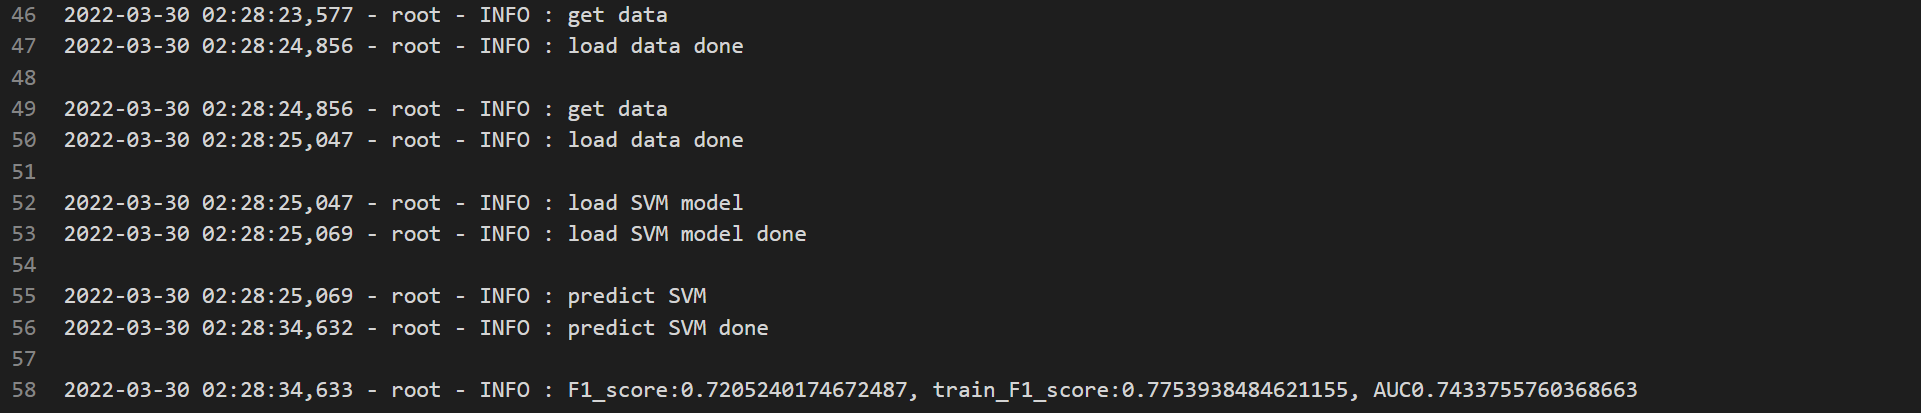 46 2022-03-30 02:28:23,577 - root - INFO : get data
47 2022-03-30 02:28:24,856 - root - INFO : load data done
48
49 2022-03-30 02:28:24,856 - root - INFO : get data
50 2022-03-30 02:28:25,047 - root - INFO : load data done
51
52 2022-03-30 02:28:25,047 - root - INFO : load SVM model
53 2022-03-30 02:28:25,069 - root - INFO : load SVM model done
54
55 2022-03-30 02:28:25,069 - root - INFO : predict SVM
56 2022-03-30 02:28:34,632 - root - INFO : predict SVM done
57
58 2022-03-30 02:28:34,633 - root - INFO : F1_score:0.7205240174672487, train_F1_score:0.7753938484621155, AUC0.7433755760368663